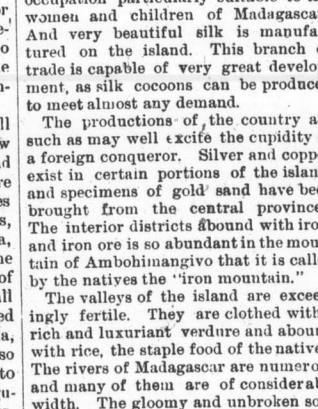 occupation particularly suitable to
women and children of Madagasca
And very beautiful silk is manufa
tured on the island. This branch
trade is capable of very great develo
ment, as silk cocoons can be produce
to meet almost any demand.
The productions of the country a
such as may well excite the cupidity
a foreign conqueror. Silver and copp
exist in certain portions of the islan
and specimens of gold sand have bee
brought from the central province
The interior districts abound with iro
and iron ore is so abundant in the mou
tain of Ambohimangivo that it is calle
by the natives the "iron mountain."
The valleys of the island are excee
ingly fertile. They are clothed with
rich and luxuriant verdure and abou
with rice, the staple food of the native
The rivers of Madagascar are numero
and many of them are of considerab
width. The gloomy and unbroken so